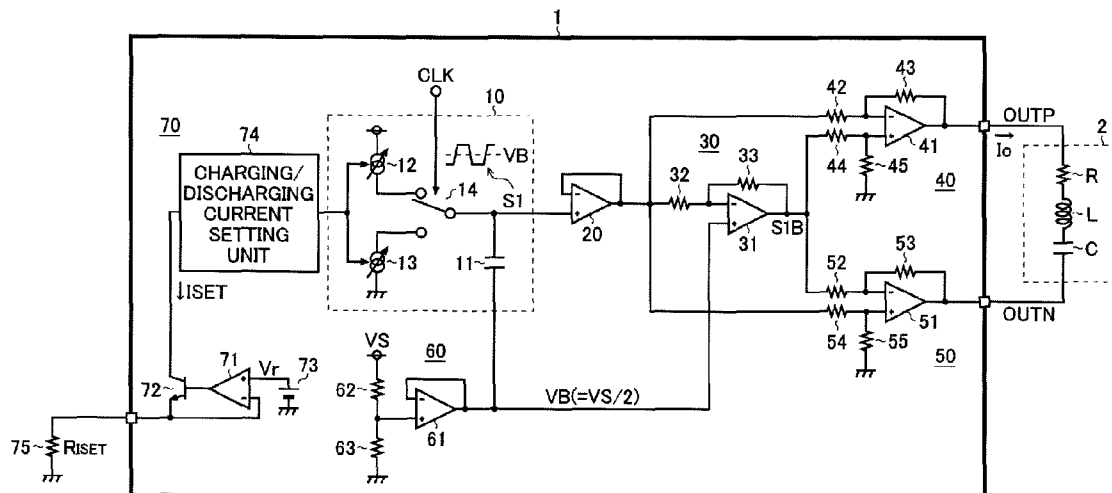 1
CLK
10
70
74
CHARGING/
DISCHARGING
CURRENT
SETTING
UNIT
12
VB
S1
14
13
11
20
30
32
33
31
S1B
42
43
41
44
45
40
OUTP
Io
2
R
L
C
52
53
51
54
55
50
OUTN
ISET
71
72
Vr
73
75
RISET
VS
60
62
63
61
VB(=VS/2)